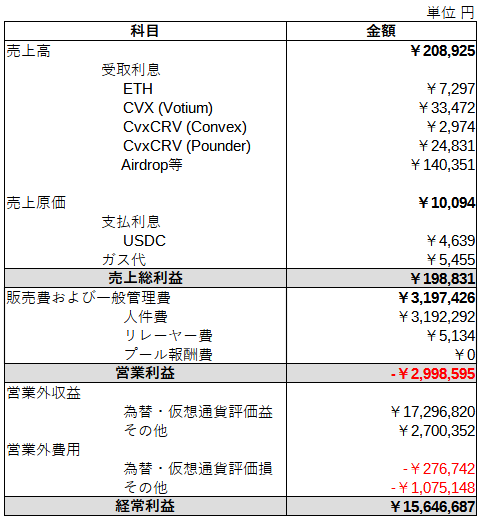 単位 円
科目 金額
売上高 ¥208,925
受取利息
ETH ¥7,297
CVX (Votium) ¥33,472
CvxCRV (Convex) ¥2,974
CvxCRV (Pounder) ¥24,831
Airdrop等 ¥140,351
売上原価 ¥10,094
支払利息
USDC ¥4,639
ガス代 ¥5,455
売上総利益 ¥198,831
販売費および一般管理費 ¥3,197,426
人件費 ¥3,192,292
リレーヤー費 ¥5,134
プール報酬費 ¥0
営業利益 -¥2,998,595
営業外収益
為替・仮想通貨評価益 ¥17,296,820
その他 ¥2,700,352
営業外費用
為替・仮想通貨評価損 -¥276,742
その他 -¥1,075,148
経常利益 ¥15,646,687